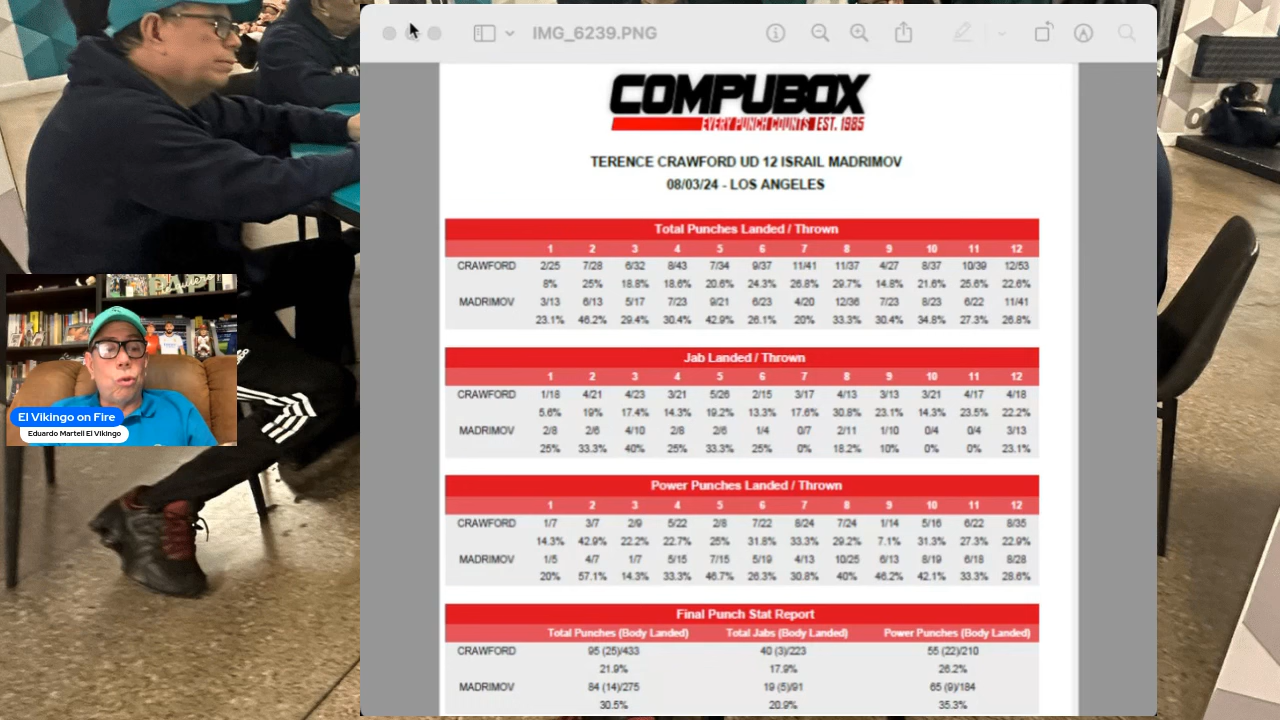 IMG_6239.PNG
COMPUBOX
EVERY PUNCH COUNTS EST. 1985
TERENCE CRAWFORD UD 12 ISRAIL MADRIMOV
08/03/24 - LOS ANGELES
Total Punches Landed / Thrown
1 2 3 4 5 6 7 8 9 10 11 12
CRAWFORD 2/25 7/28 6/32 8/43 7/34 9/37 11/41 11/37 4/27 8/37 10/39 12/53
8% 25% 18.8% 18.6% 20.6% 24.3% 26.8% 29.7% 14.8% 21.6% 25.6% 22.6%
MADRIMOV 3/13 6/13 5/17 7/23 9/21 6/23 4/20 12/36 7/23 8/23 6/22 11/41
23.1% 46.2% 29.4% 30.4% 42.9% 26.1% 20% 33.3% 30.4% 34.8% 27.3% 26.8%
Jab Landed / Thrown
1 2 3 4 5 6 7 8 9 10 11 12
CRAWFORD 1/18 4/21 4/23 3/21 5/26 2/15 3/17 4/13 3/13 3/21 4/17 4/18
5.6% 19% 17.4% 14.3% 19.2% 13.3% 17.6% 30.8% 23.1% 14.3% 23.5% 22.2%
MADRIMOV 2/8 2/6 4/10 2/8 2/6 1/4 0/7 2/11 1/10 0/4 0/4 3/13
25% 33.3% 40% 25% 33.3% 25% 0% 18.2% 10% 0% 0% 23.1%
Power Punches Landed / Thrown
1 2 3 4 5 6 7 8 9 10 11 12
CRAWFORD 1/7 3/7 2/9 5/22 2/8 7/22 8/24 7/24 1/14 5/16 6/22 8/35
14.3% 42.9% 22.2% 22.7% 25% 31.8% 33.3% 29.2% 7.1% 31.3% 27.3% 22.9%
MADRIMOV 1/5 4/7 1/7 5/15 7/15 5/19 4/13 10/25 6/13 8/19 6/18 8/28
20% 57.1% 14.3% 33.3% 46.7% 26.3% 30.8% 40% 46.2% 42.1% 33.3% 28.6%
Final Punch Stat Report
Total Punches (Body Landed) Total Jabs (Body Landed) Power Punches (Body Landed)
CRAWFORD 95 (25)/433 40 (3)/223 55 (22)/210
21.9% 17.9% 26.2%
MADRIMOV 84 (14)/275 19 (5)/91 65 (9)/184
30.5% 20.9% 35.3%
El Vikingo on Fire
Eduardo Martell El Vikingo